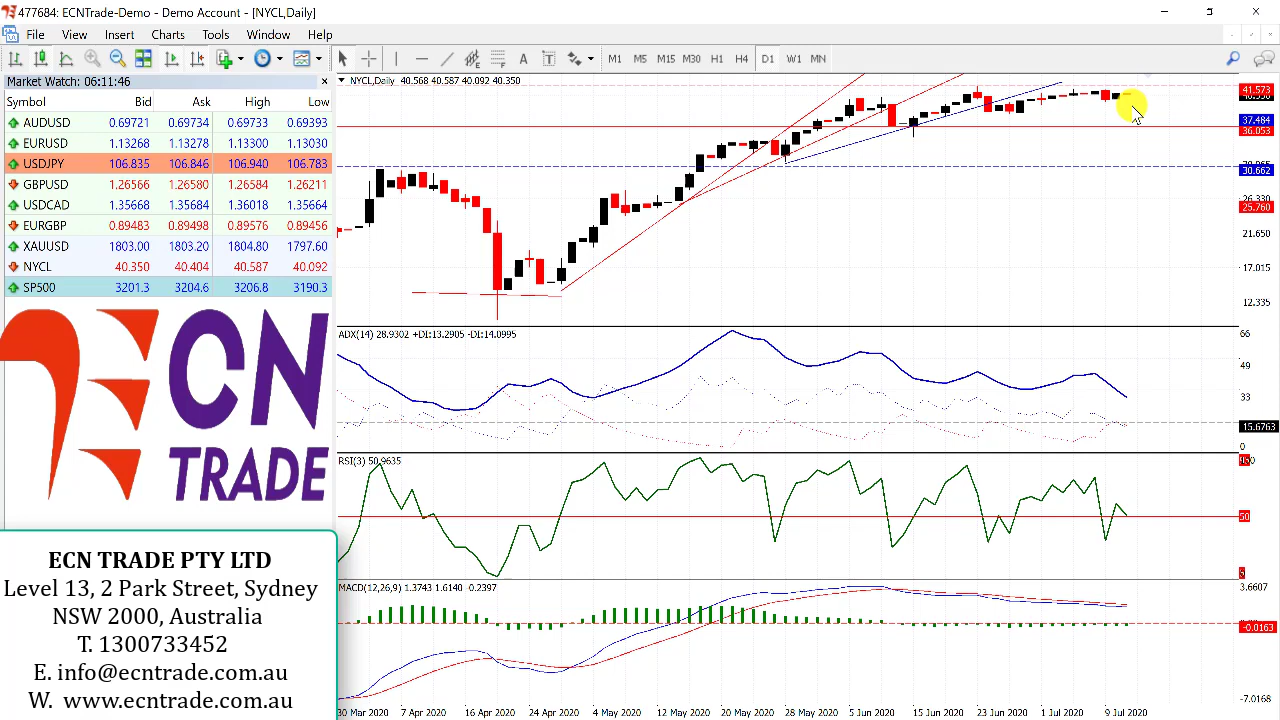 477684: ECNTrade-Demo - Demo Account - [NYCL,Daily]
File View Insert Charts Tools Window Help
M1 M5 M15 M30 H1 H4 D1 W1 MN
Market Watch: 06:11:46
Symbol Bid Ask High Low
AUDUSD 0.69721 0.69734 0.69733 0.69393
EURUSD 1.13268 1.13278 1.13300 1.13030
USDJPY 106.835 106.846 106.940 106.783
GBPUSD 1.26566 1.26580 1.26584 1.26211
USDCAD 1.35668 1.35684 1.36018 1.35664
EURGBP 0.89483 0.89498 0.89576 0.89456
XAUUSD 1803.00 1803.20 1804.80 1797.60
NYCL 40.350 40.404 40.587 40.092
SP500 3201.3 3204.6 3206.8 3190.3
ECN
TRADE
ECN TRADE PTY LTD
Level 13, 2 Park Street, Sydney
NSW 2000, Australia
T. 1300733452
E. info@ecntrade.com.au
W. www.ecntrade.com.au
NYCL,Daily 40.568 40.587 40.092 40.350
41.573
37.484
36.053
30.662
26.330
25.760
21.650
17.015
12.335
ADX(14) 28.9302 +DI:13.2905 -DI:14.0995
66
49
33
15.6763
0
RSI(3) 50.9635
50
MACD(12,26,9) 1.3743 1.6140 -0.2397
3.6607
-0.0163
-7.0168
30 Mar 2020 7 Apr 2020 16 Apr 2020 24 Apr 2020 4 May 2020 12 May 2020 20 May 2020 28 May 2020 5 Jun 2020 15 Jun 2020 23 Jun 2020 1 Jul 2020 9 Jul 2020